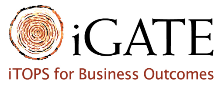 iGATE
iTOPS for Business Outcomes